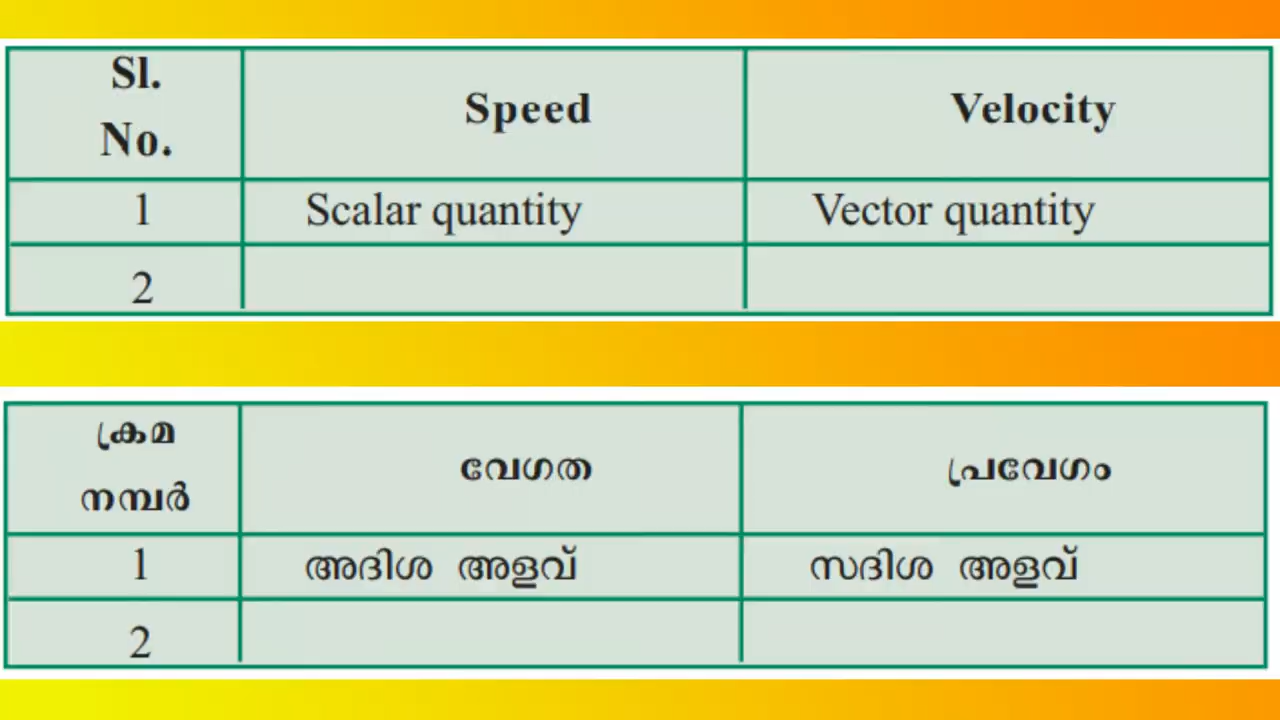 Sl.
No.
Speed
Velocity
1
Scalar quantity
Vector quantity
2
ക്രമ
നമ്പർ
വേഗത
പ്രവേഗം
1
അദിശ അളവ്
സദിശ അളവ്
2